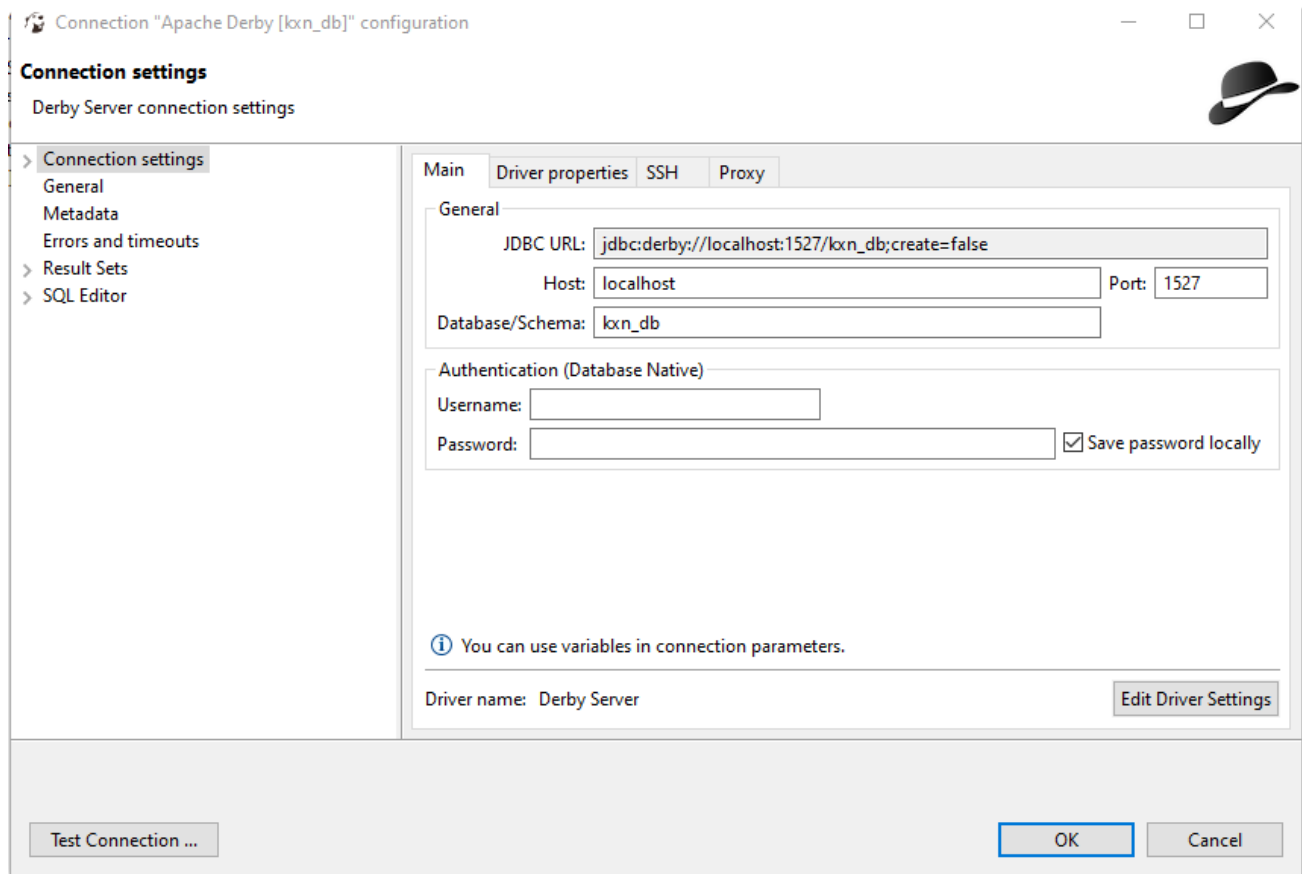 Connection "Apache Derby [kxn_db]" configuration
Connection settings
Derby Server connection settings
Connection settings
General
Metadata
Errors and timeouts
Result Sets
SQL Editor
Main Driver properties SSH Proxy
General
JDBC URL: jdbc:derby://localhost:1527/kxn_db;create=false
Host: localhost Port: 1527
Database/Schema: kxn_db
Authentication (Database Native)
Username:
Password: Save password locally
You can use variables in connection parameters.
Driver name: Derby Server Edit Driver Settings
Test Connection ... OK Cancel